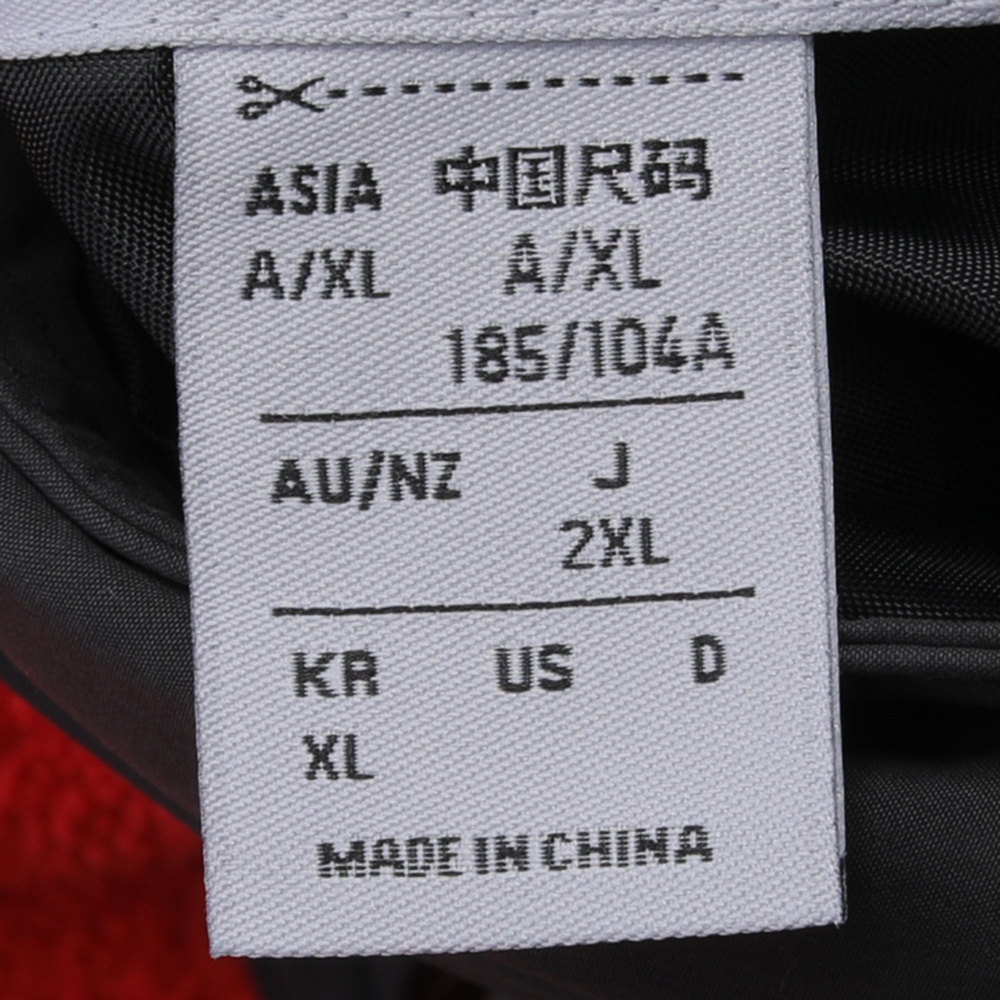 ASIA 中国尺码
A/XL A/XL
185/104A
AU/NZ J
2XL
KR US D
XL
MADE IN CHINA